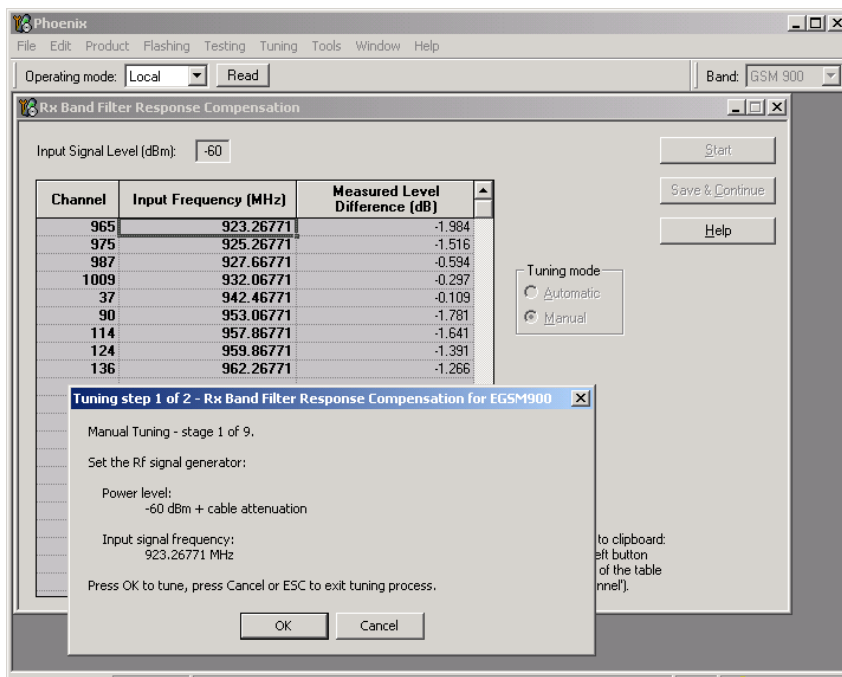 Phoenix
File Edit Product Flashing Testing Tuning Tools Window Help
Operating mode: Local Read Band: GSM 900
Rx Band Filter Response Compensation
Input Signal Level (dBm): -60
Start
Save & Continue
Help
Channel Input Frequency (MHz) Measured Level Difference (dB)
965 923.26771 -1.984
975 925.26771 -1.516
987 927.66771 -0.594
1009 932.06771 -0.297
37 942.46771 -0.109
90 953.06771 -1.781
114 957.86771 -1.641
124 959.86771 -1.391
136 962.26771 -1.266
Tuning mode
Automatic
Manual
Tuning step 1 of 2 - Rx Band Filter Response Compensation for EGSM900
Manual Tuning - stage 1 of 9.
Set the Rf signal generator:
Power level:
-60 dBm + cable attenuation
Input signal frequency:
923.26771 MHz
Press OK to tune, press Cancel or ESC to exit tuning process.
OK Cancel
to clipboard:
eft button
of the table
nnel').